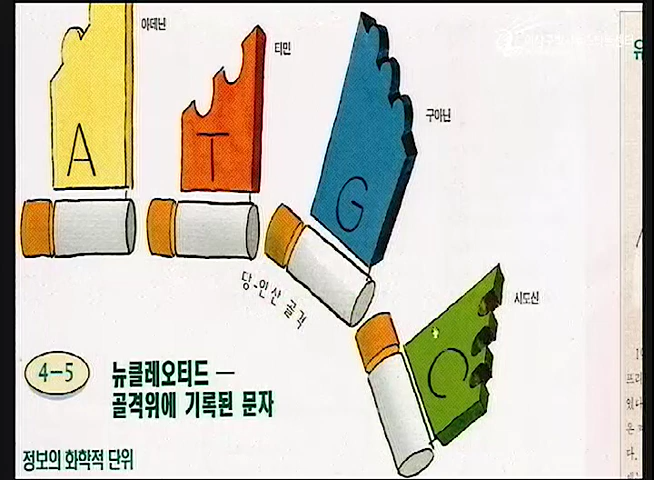 아데닌
티민
구아닌
시토신
A
T
G
C
당-인산 골격
4-5
뉴클레오티드 —
골격위에 기록된 문자
정보의 화학적 단위
유